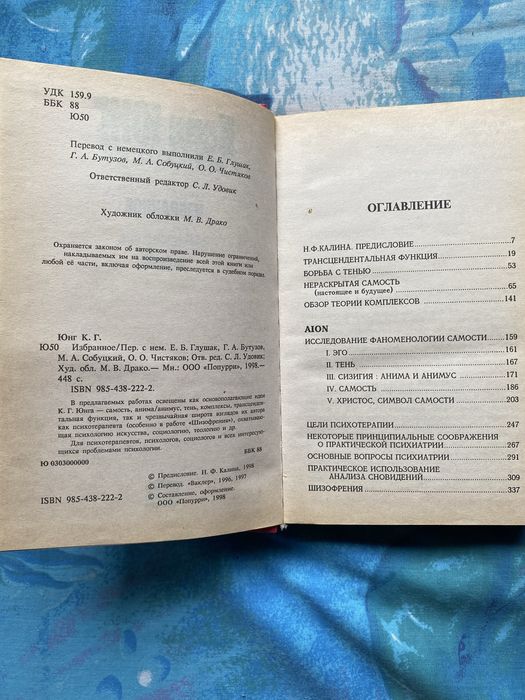 УДК 159.9
ББК 88
Ю50
Перевод с немецкого выполнили Е. Б. Глушак,
Г. А. Бутузов, М. А. Собуцкий, О. О. Чистяков
Ответственный редактор С. Л. Удовик
Художник обложки М. В. Драко
Охраняется законом об авторском праве. Нарушение ограничений,
накладываемых им на воспроизведение всей этой книги или
любой её части, включая оформление, преследуется в судебном порядке.
Юнг К. Г.
Ю50 Избранное/Пер. с нем. Е. Б. Глушак, Г. А. Бутузов,
М. А. Собуцкий, О. О. Чистяков; Отв. ред. С. Л. Удовик;
Худ. обл. М. В. Драко.— Мн.: ООО «Попурри», 1998.—
448 с.
ISBN 985-438-222-2.
В предлагаемых работах освещены как основополагающие идеи
К. Г. Юнга — самость, анима/анимус, тень, комплексы, трансценденталь-
ная функция, так и чрезвычайная широта взглядов их автора
как психотерапевта (особенно в работе «Шизофрения»),
щая психологию искусства, социологию, теологию и др.
Для психотерапевтов, психологов, социологов и всех интересую-
щихся проблемами психологии.
Ю 0303000000
ББК 88
© Предисловие. Н. Ф. Калина, 1998
© Перевод. «Ваклер», 1996, 1997
© Составление, оформление.
ООО «Попурри», 1998
ISBN 985-438-222-2
ОГЛАВЛЕНИЕ
Н.Ф.КАЛИНА. ПРЕДИСЛОВИЕ 7
ТРАНСЦЕНДЕНТАЛЬНАЯ ФУНКЦИЯ 19
БОРЬБА С ТЕНЬЮ 53
НЕРАСКРЫТАЯ САМОСТЬ
(настоящее и будущее) 65
ОБЗОР ТЕОРИИ КОМПЛЕКСОВ 141
AION
ИССЛЕДОВАНИЕ ФАНОМЕНОЛОГИИ САМОСТИ 159
I. ЭГО 161
II. ТЕНЬ 167
III. СИЗИГИЯ : АНИМА И АНИМУС 171
IV. САМОСТЬ 186
V. ХРИСТОС, СИМВОЛ САМОСТИ 203
ЦЕЛИ ПСИХОТЕРАПИИ 247
НЕКОТОРЫЕ ПРИНЦИПИАЛЬНЫЕ СООБРАЖЕНИЯ
О ПРАКТИЧЕСКОЙ ПСИХИАТРИИ 267
ОСНОВНЫЕ ВОПРОСЫ ПСИХИАТРИИ 291
ПРАКТИЧЕСКОЕ ИСПОЛЬЗОВАНИЕ
АНАЛИЗА СНОВИДЕНИЙ 309
ШИЗОФРЕНИЯ 337